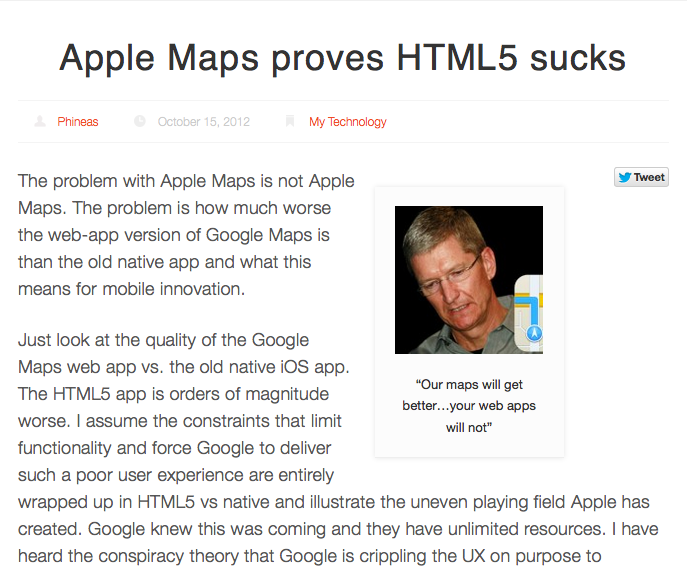 Apple Maps proves HTML5 sucks
Phineas October 15, 2012 My Technology
Tweet
The problem with Apple Maps is not Apple
Maps. The problem is how much worse
the web-app version of Google Maps is
than the old native app and what this
means for mobile innovation.
“Our maps will get
better…your web apps
will not”
Just look at the quality of the Google
Maps web app vs. the old native iOS app.
The HTML5 app is orders of magnitude
worse. I assume the constraints that limit
functionality and force Google to deliver
such a poor user experience are entirely
wrapped up in HTML5 vs native and illustrate the uneven playing field Apple has
created. Google knew this was coming and they have unlimited resources. I have
heard the conspiracy theory that Google is crippling the UX on purpose to